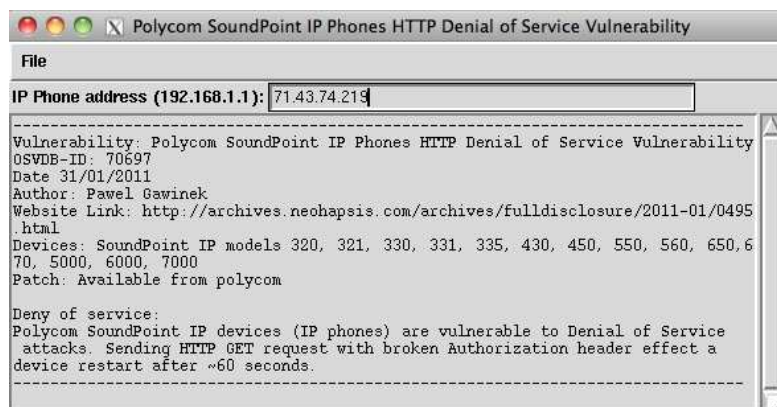 Polycom SoundPoint IP Phones HTTP Denial of Service Vulnerability
File
IP Phone address (192.168.1.1): 71.43.74.219
--------------------------------------------------------------------------
Vulnerability: Polycom SoundPoint IP Phones HTTP Denial of Service Vulnerability
OSVDB-ID: 70697
Date 31/01/2011
Author: Pawel Gawinek
Website Link: http://archives.neohapsis.com/archives/fulldisclosure/2011-01/0495
.html
Devices: SoundPoint IP models 320, 321, 330, 331, 335, 430, 450, 550, 560, 650,6
70, 5000, 6000, 7000
Patch: Available from polycom
Deny of service:
Polycom SoundPoint IP devices (IP phones) are vulnerable to Denial of Service
attacks. Sending HTTP GET request with broken Authorization header effect a
device restart after ~60 seconds.
--------------------------------------------------------------------------